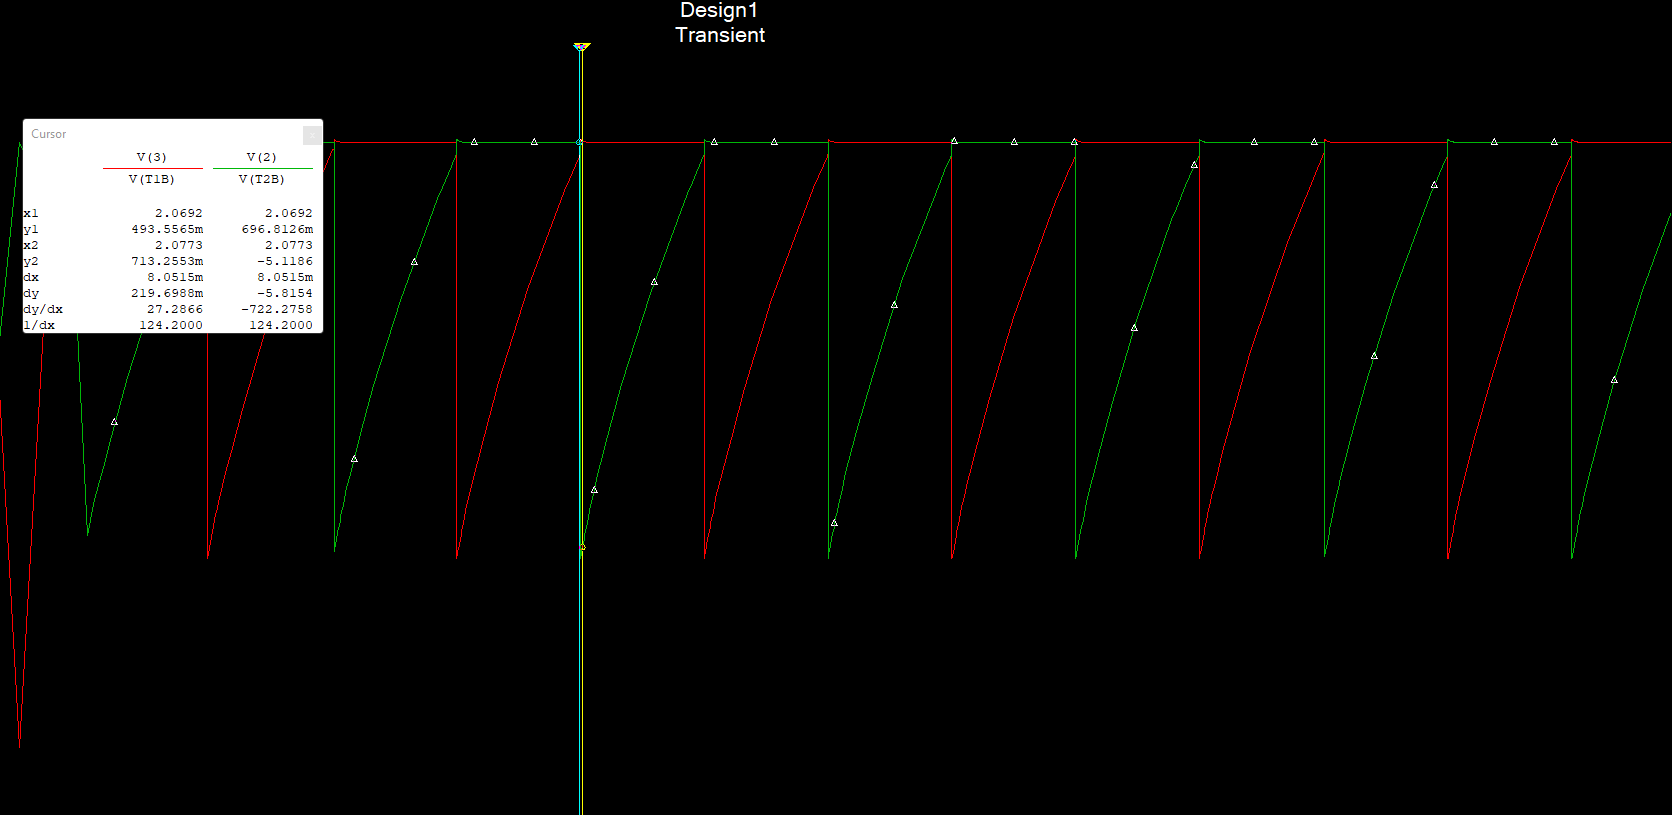 Design1
Transient
Cursor
V(3) V(2)
V(T1B) V(T2B)
x1 2.0692 2.0692
y1 493.5565m 696.8126m
x2 2.0773 2.0773
y2 713.2553m -5.1186
dx 8.0515m 8.0515m
dy 219.6988m -5.8154
dy/dx 27.2866 -722.2758
1/dx 124.2000 124.2000